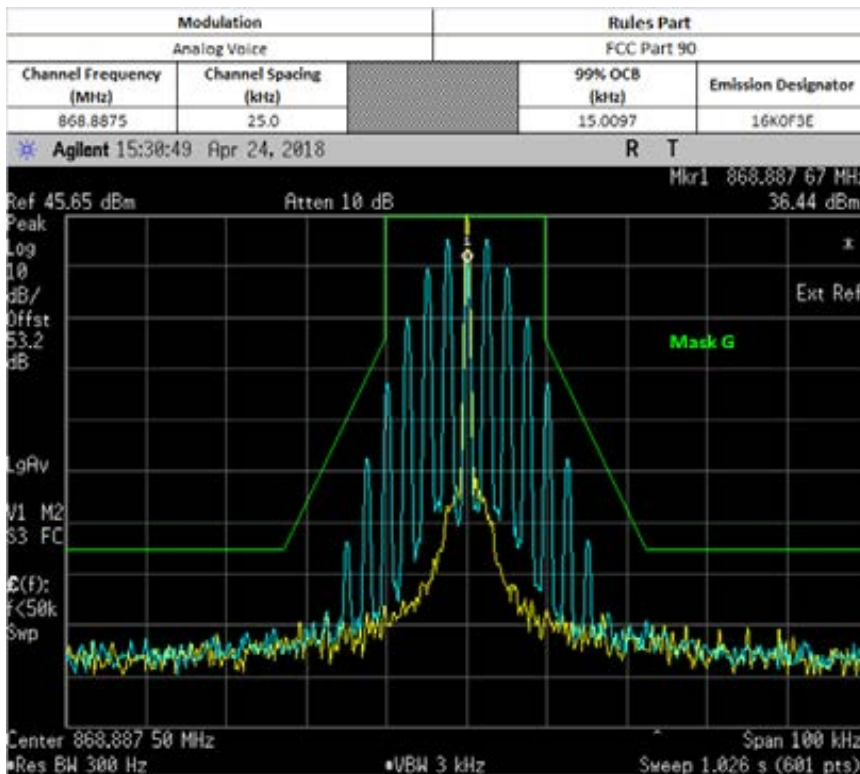 Modulation Rules Part
Analog Voice FCC Part 90
Channel Frequency (MHz) Channel Spacing (kHz) 99% OCB (kHz) Emission Designator
868.8875 25.0 15.0097 16K0F3E
Agilent 15:30:49 Apr 24, 2018 R T
Mkr1 868.887 67 MHz
Ref 45.65 dBm Atten 10 dB 36.44 dBm
Peak
Log
10
dB/
Offst
53.2
dB
1
*
Ext Ref
Mask G
LgAv
V1 M2
S3 FC
£(f):
f<50k
Swp
Center 868.887 50 MHz Span 100 kHz
*Res BW 300 Hz *VBW 3 kHz Sweep 1.026 s (601 pts)